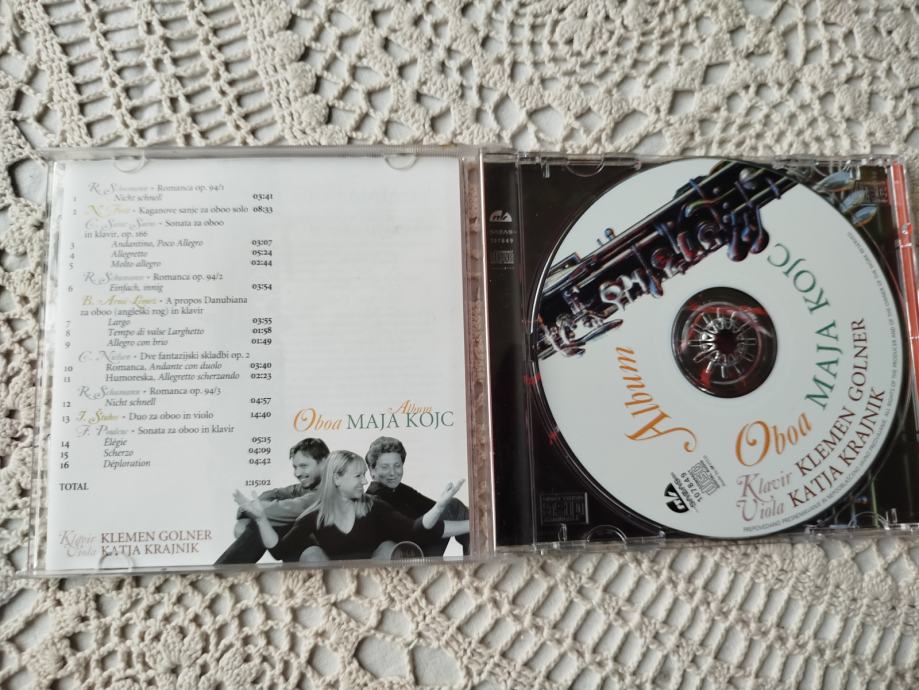 R. Schumann - Romanca op. 94/1
1 Nicht schnell 03:41
2 Kaganove sanje za oboo solo 08:33
C. Saint Saëns - Sonata za oboo
in klavir, op. 166
3 Andantino, Poco Allegro 03:07
4 Allegretto 05:24
5 Molto allegro 02:44
R. Schumann - Romanca op. 94/2
6 Einfach, innig 03:54
B. - A propos Danubiana
za oboo (angleški rog) in klavir
7 Largo 03:55
8 Tempo di valse Larghetto 01:58
9 Allegro con brio 01:49
C. Nielsen - Dve fantazijski skladbi op. 2
10 Romanca, Andante con duolo 03:40
11 Humoreska, Allegretto scherzando 02:23
R. Schumann - Romanca op. 94/3
12 Nicht schnell 04:57
13 - Duo za oboo in violo 14:40
F. Poulenc - Sonata za oboo in klavir
14 Élégie 05:15
15 Scherzo 04:09
16 Déploration 04:42
TOTAL 1:15:02
Album
Oboa MAJA KOJC
Klavir KLEMEN GOLNER
Viola KATJA KRAJNIK
Album
Oboa MAJA KOJC
Klavir KLEMEN GOLNER
Viola KATJA KRAJNIK
107849